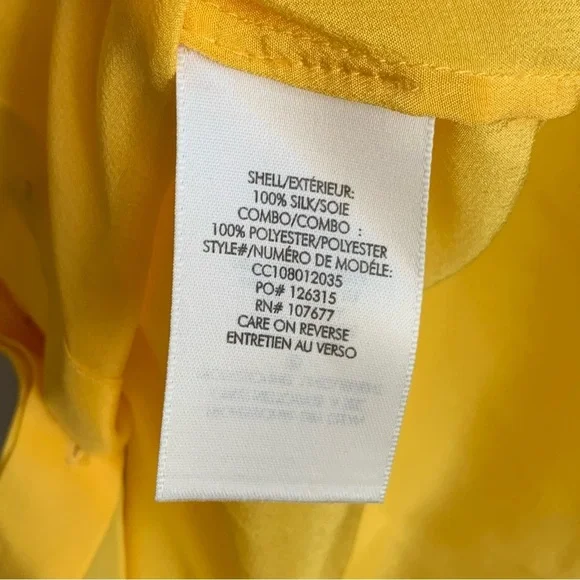 SHELL/EXTÉRIEUR:
100% SILK/SOIE
COMBO/COMBO :
100% POLYESTER/POLYESTER
STYLE#/NUMÉRO DE MODÈLE:
CC108012035
PO# 126315
RN# 107677
CARE ON REVERSE
ENTRETIEN AU VERSO